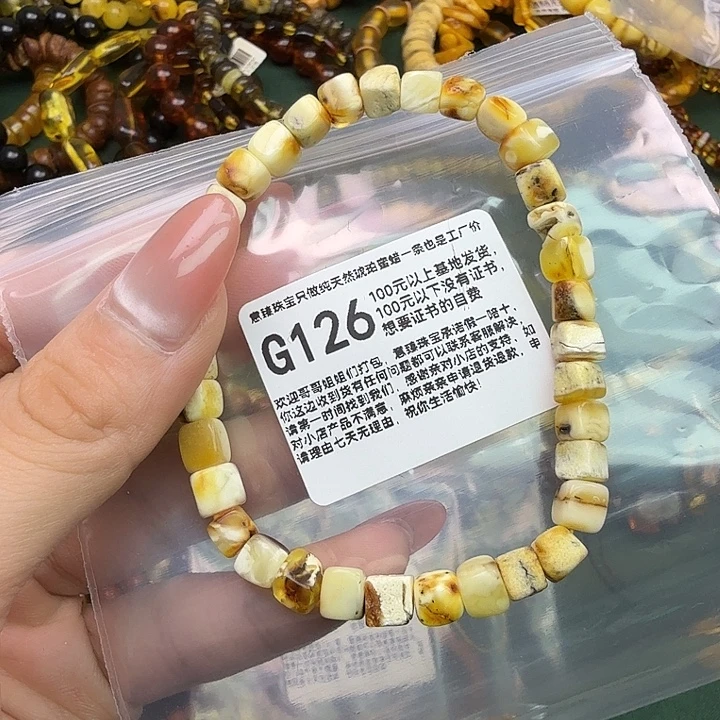 意臻珠宝只做纯天然琥珀蜜蜡一条也是工厂价
G126
100元以上基地发货，
100元以下没有证书，
想要证书的自费
欢迎哥哥姐姐们打包，意臻珠宝承诺假一赔十，
你这边收到货有任何问题都可以联系客服解决，
请第一时间找到我们，感谢亲对小店的支持、如
对小店产品不满意，麻烦亲亲申请退货退款，申
请理由七天无理由，祝你生活愉快！